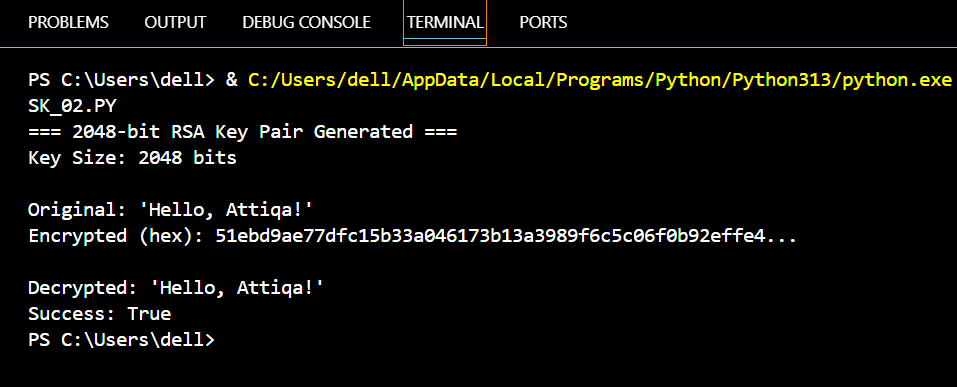 PROBLEMS OUTPUT DEBUG CONSOLE TERMINAL PORTS
PS C:\Users\dell> & C:/Users/dell/AppData/Local/Programs/Python/Python313/python.exe
SK_02.PY
=== 2048-bit RSA Key Pair Generated ===
Key Size: 2048 bits
Original: 'Hello, Attiqa!'
Encrypted (hex): 51ebd9ae77dfc15b33a046173b13a3989f6c5c06f0b92effe4...
Decrypted: 'Hello, Attiqa!'
Success: True
PS C:\Users\dell>